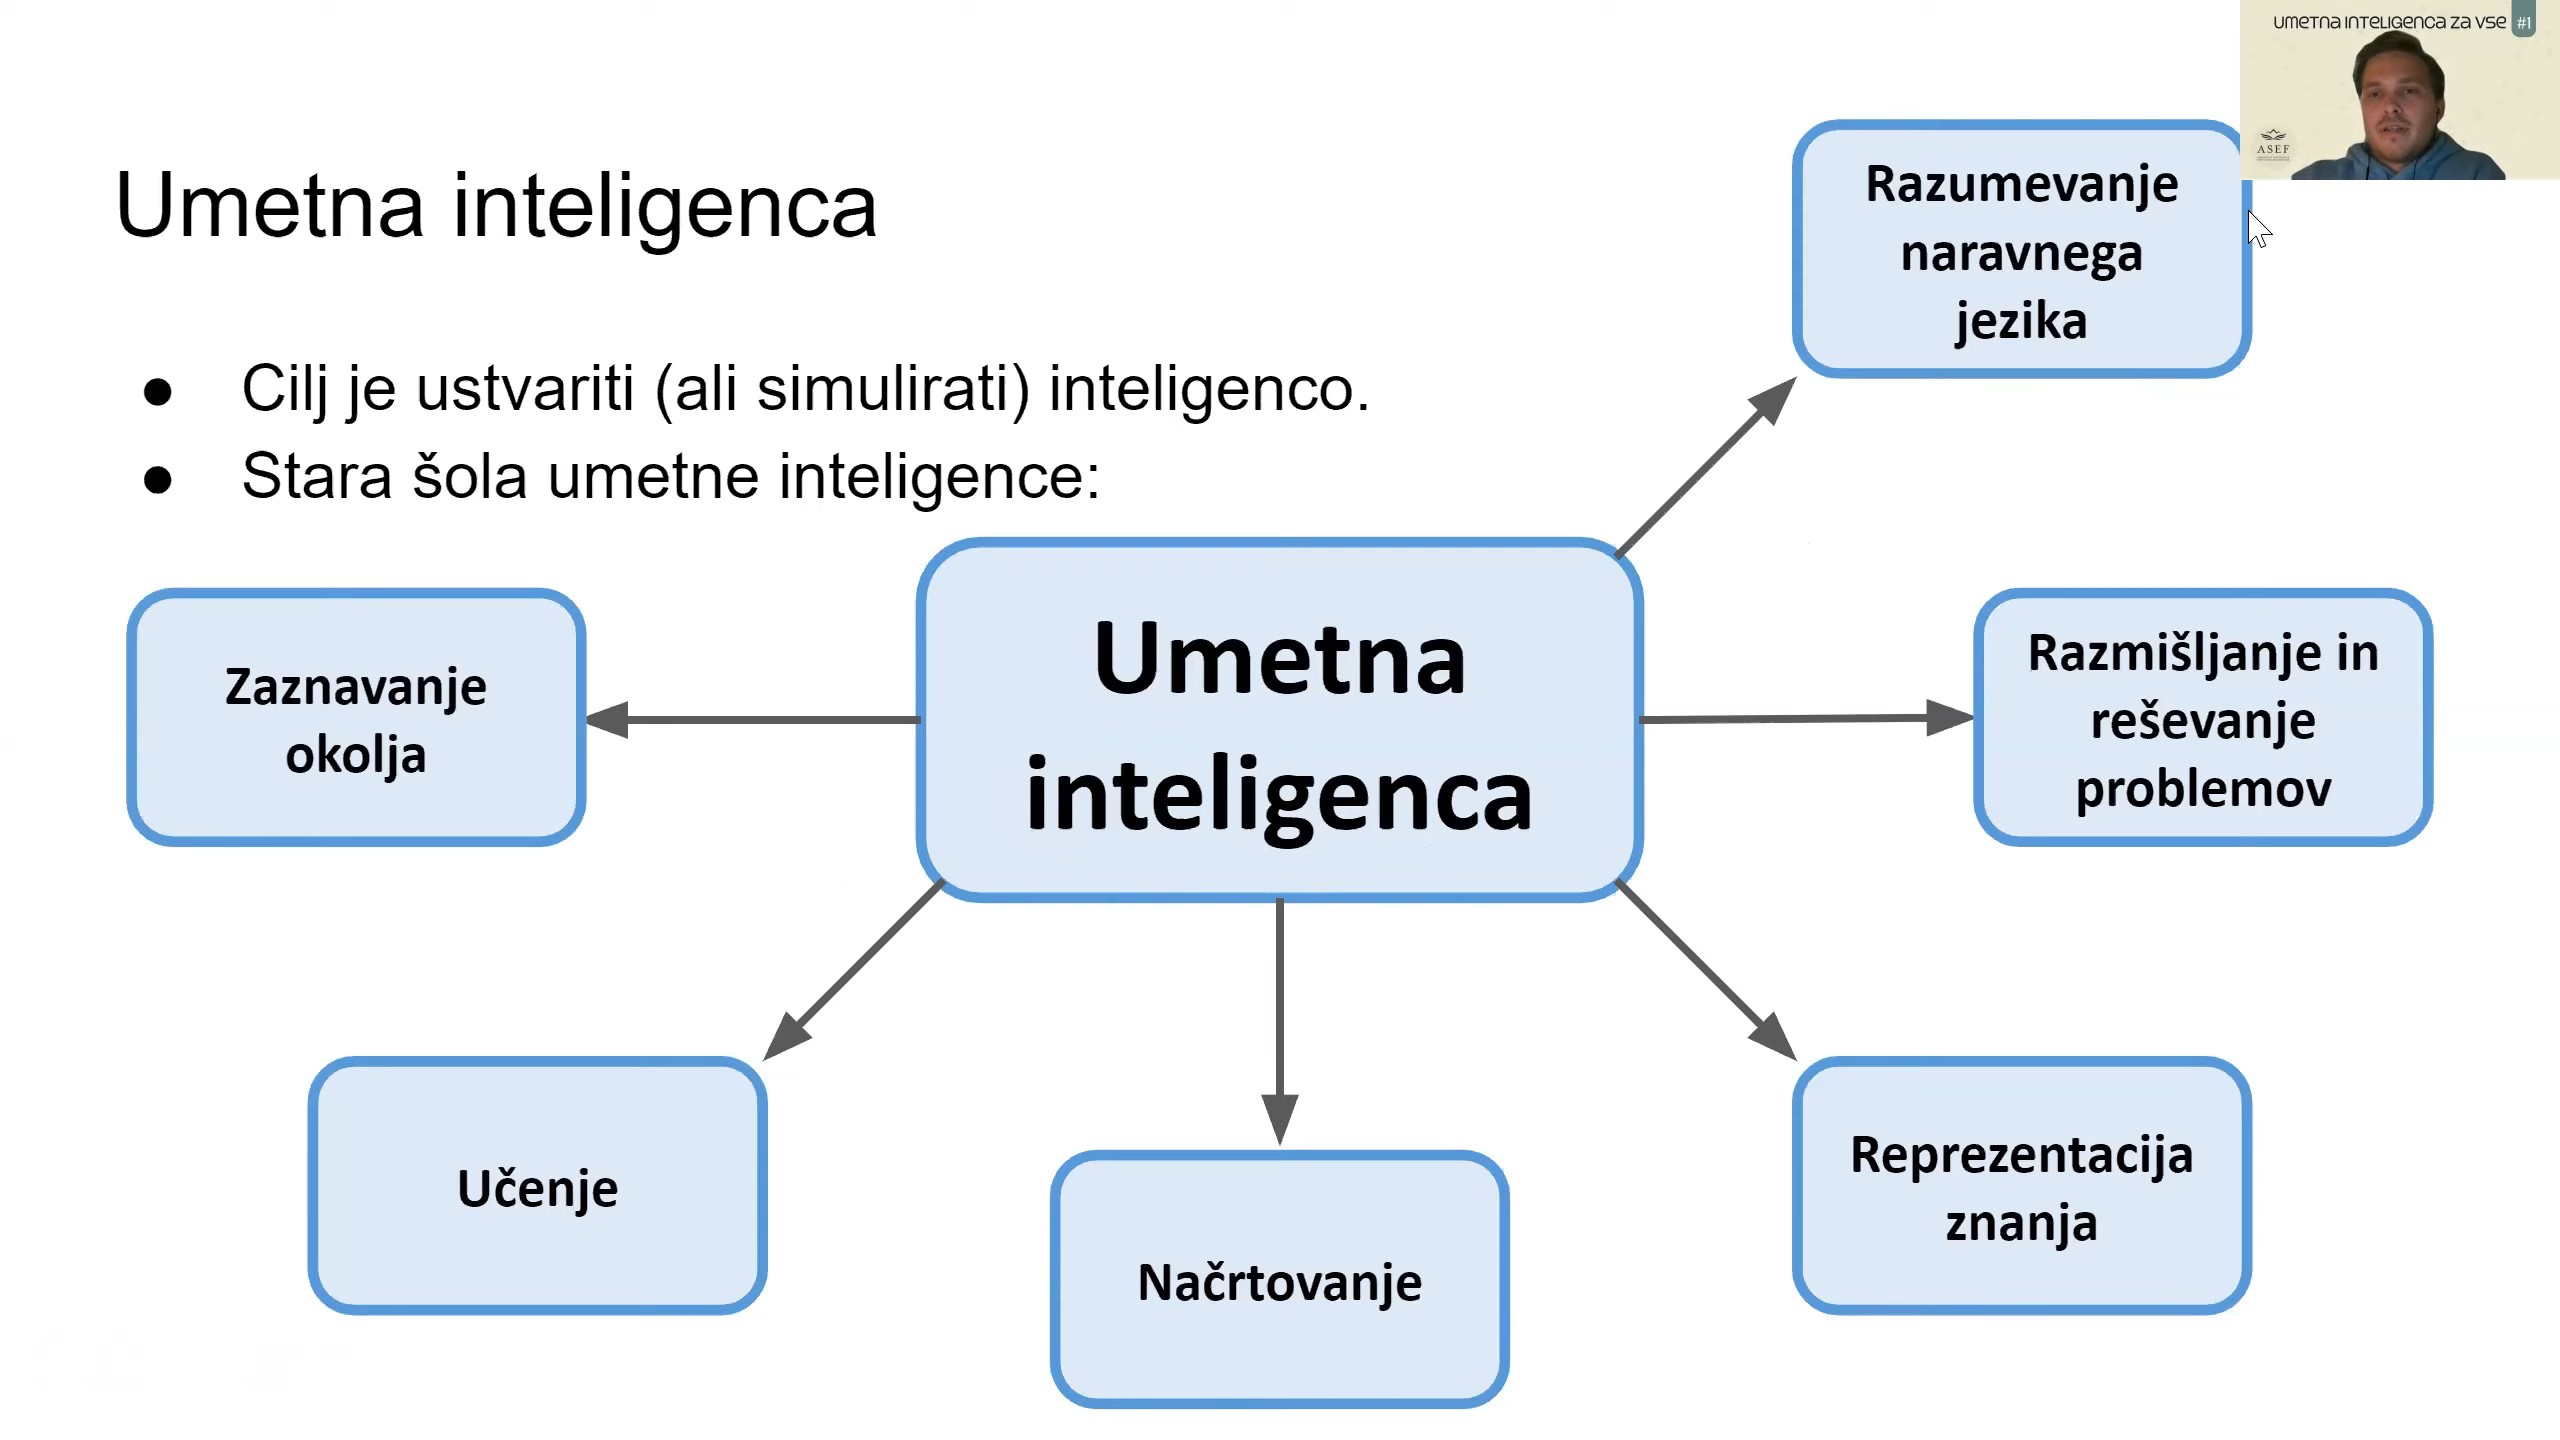 UMETNA INTELIGENCA ZA VSE #1
ASEF
Umetna inteligenca
● Cilj je ustvariti (ali simulirati) inteligenco.
● Stara šola umetne inteligence:
Razumevanje
naravnega
jezika
Zaznavanje
okolja
Umetna
inteligenca
Razmišljanje in
reševanje
problemov
Učenje
Načrtovanje
Reprezentacija
znanja